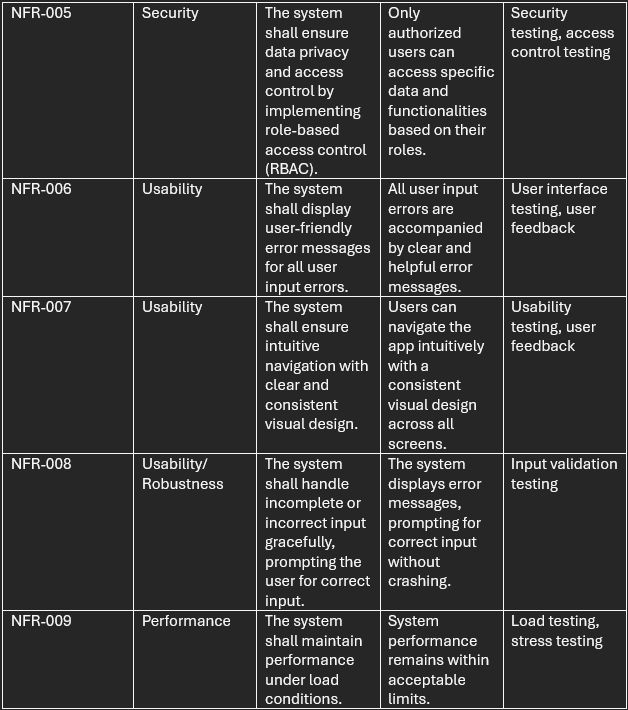 NFR-005
Security
The system
shall ensure
data privacy
and access
control by
implementing
role-based
access control
(RBAC).
Only
authorized
users can
access specific
data and
functionalities
based on their
roles.
Security
testing, access
control testing
NFR-006
Usability
The system
shall display
user-friendly
error messages
for all user
input errors.
All user input
errors are
accompanied
by clear and
helpful error
messages.
User interface
testing, user
feedback
NFR-007
Usability
The system
shall ensure
intuitive
navigation with
clear and
consistent
visual design.
Users can
navigate the
app intuitively
with a
consistent
visual design
across all
screens.
Usability
testing, user
feedback
NFR-008
Usability/
Robustness
The system
shall handle
incomplete or
incorrect input
gracefully,
prompting the
user for correct
input.
The system
displays error
messages,
prompting for
correct input
without
crashing.
Input validation
testing
NFR-009
Performance
The system
shall maintain
performance
under load
conditions.
System
performance
remains within
acceptable
limits.
Load testing,
stress testing